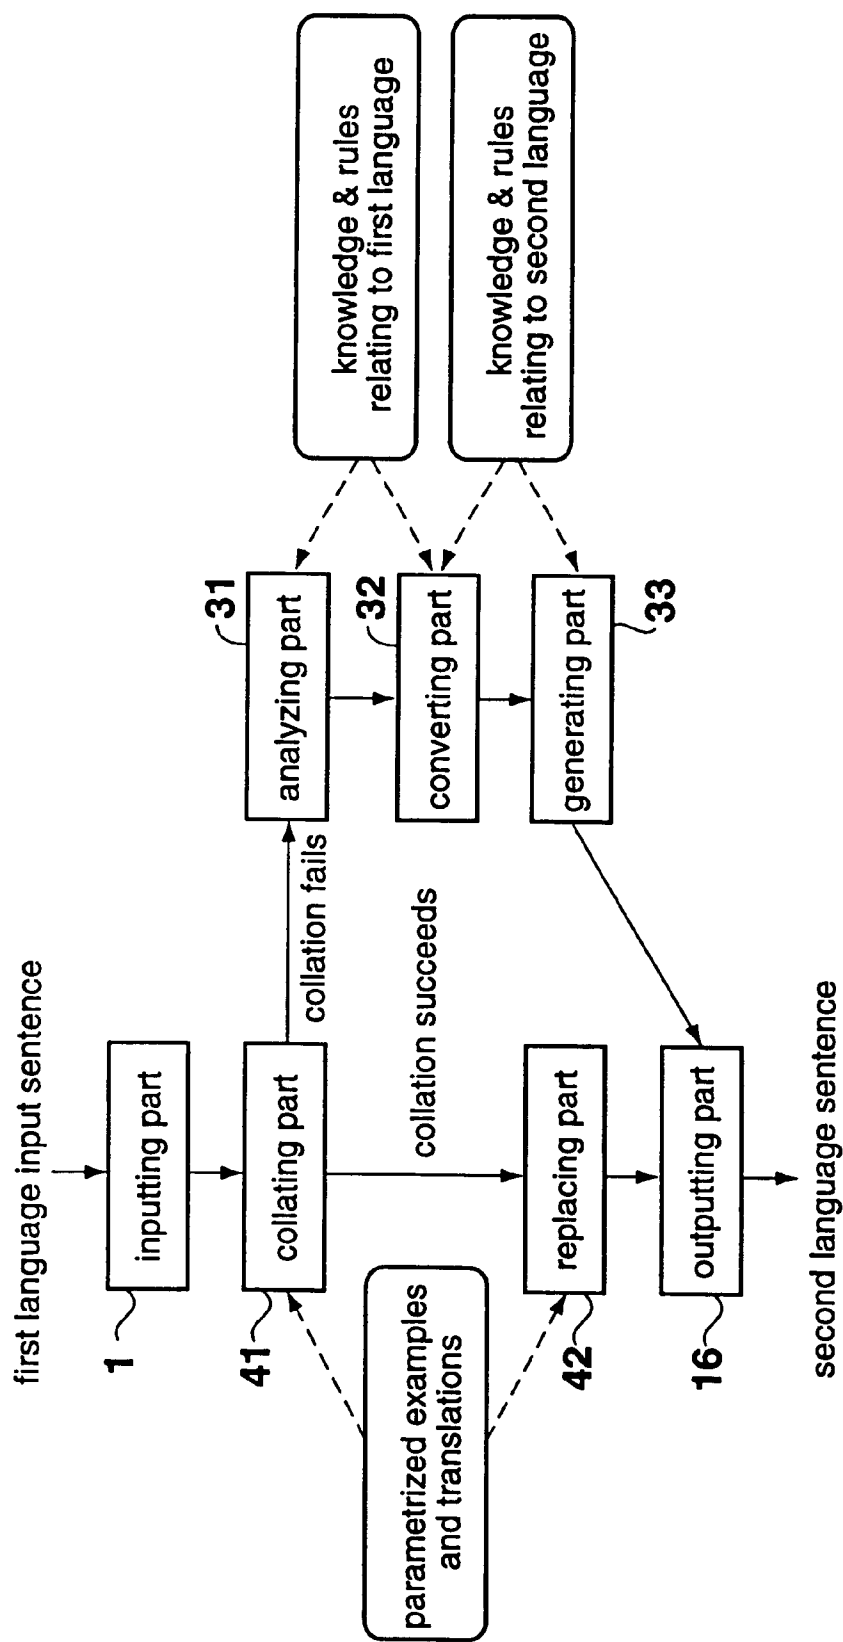 first language input sentence
1
inputting part
41
collating part
collation fails
31
analyzing part
knowledge & rules
relating to first language
32
converting part
knowledge & rules
relating to second language
generating part
33
collation succeeds
parametrized examples
and translations
42
replacing part
16
outputting part
second language sentence